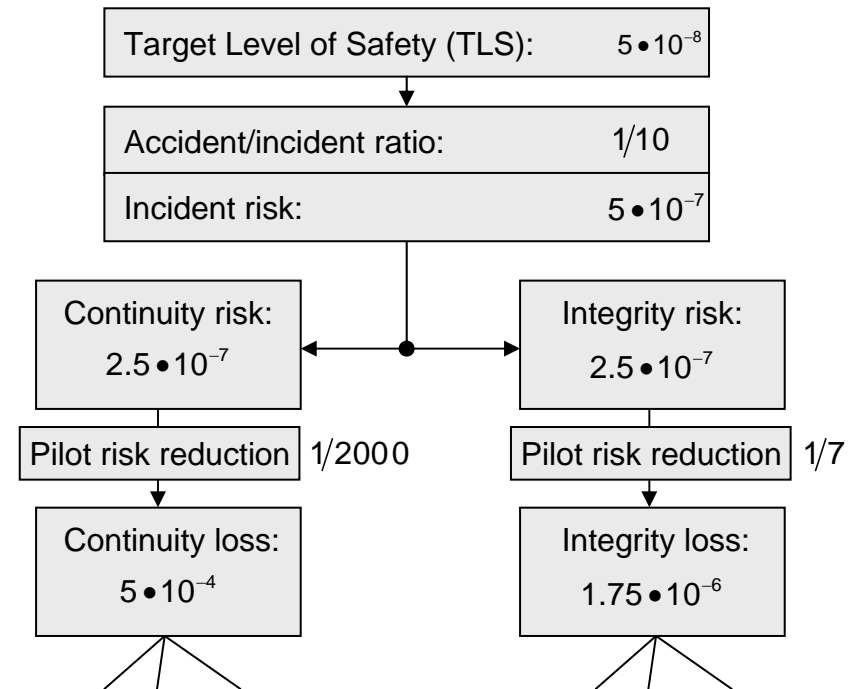 Target Level of Safety (TLS): 5•10⁻⁸
Accident/incident ratio: 1/10
Incident risk: 5•10⁻⁷
Continuity risk:
2.5•10⁻⁷
Integrity risk:
2.5•10⁻⁷
Pilot risk reduction 1/2000
Pilot risk reduction 1/7
Continuity loss:
5•10⁻⁴
Integrity loss:
1.75•10⁻⁶